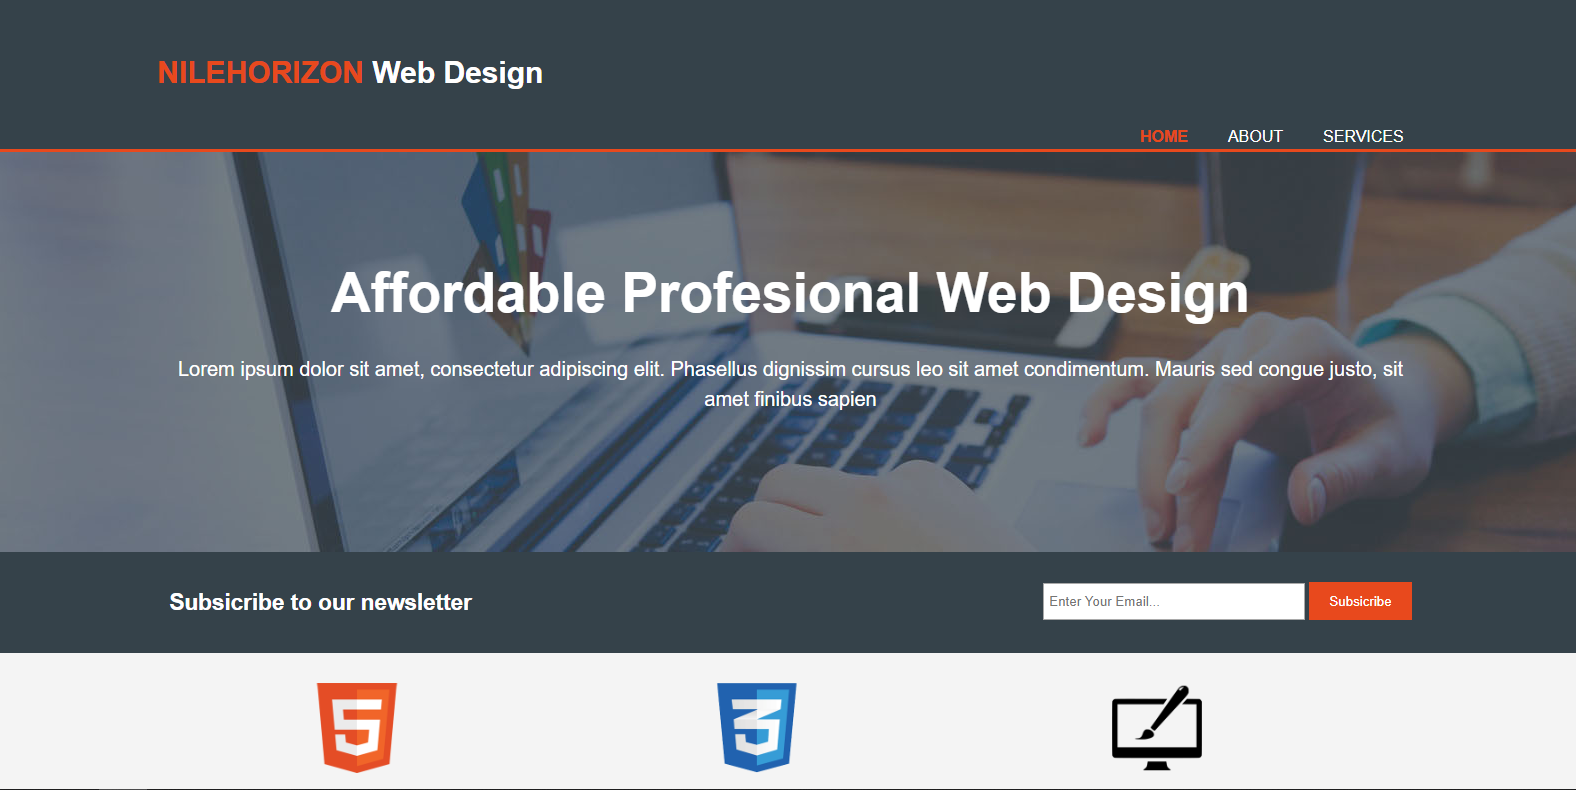 NILEHORIZON Web Design
HOME ABOUT SERVICES
Affordable Profesional Web Design
Lorem ipsum dolor sit amet, consectetur adipiscing elit. Phasellus dignissim cursus leo sit amet condimentum. Mauris sed congue justo, sit
amet finibus sapien
Subsicribe to our newsletter
Enter Your Email... Subsicribe
5
3